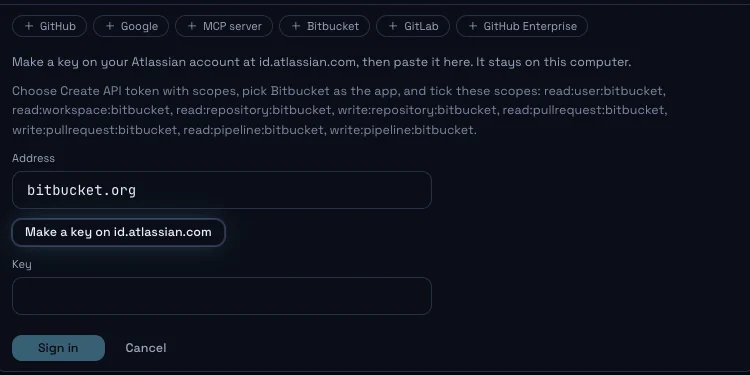 + GitHub + Google + MCP server + Bitbucket + GitLab + GitHub Enterprise
Make a key on your Atlassian account at id.atlassian.com, then paste it here. It stays on this computer.
Choose Create API token with scopes, pick Bitbucket as the app, and tick these scopes: read:user:bitbucket,
read:workspace:bitbucket, read:repository:bitbucket, write:repository:bitbucket, read:pullrequest:bitbucket,
write:pullrequest:bitbucket, read:pipeline:bitbucket, write:pipeline:bitbucket.
Address
bitbucket.org
Make a key on id.atlassian.com
Key
Sign in Cancel